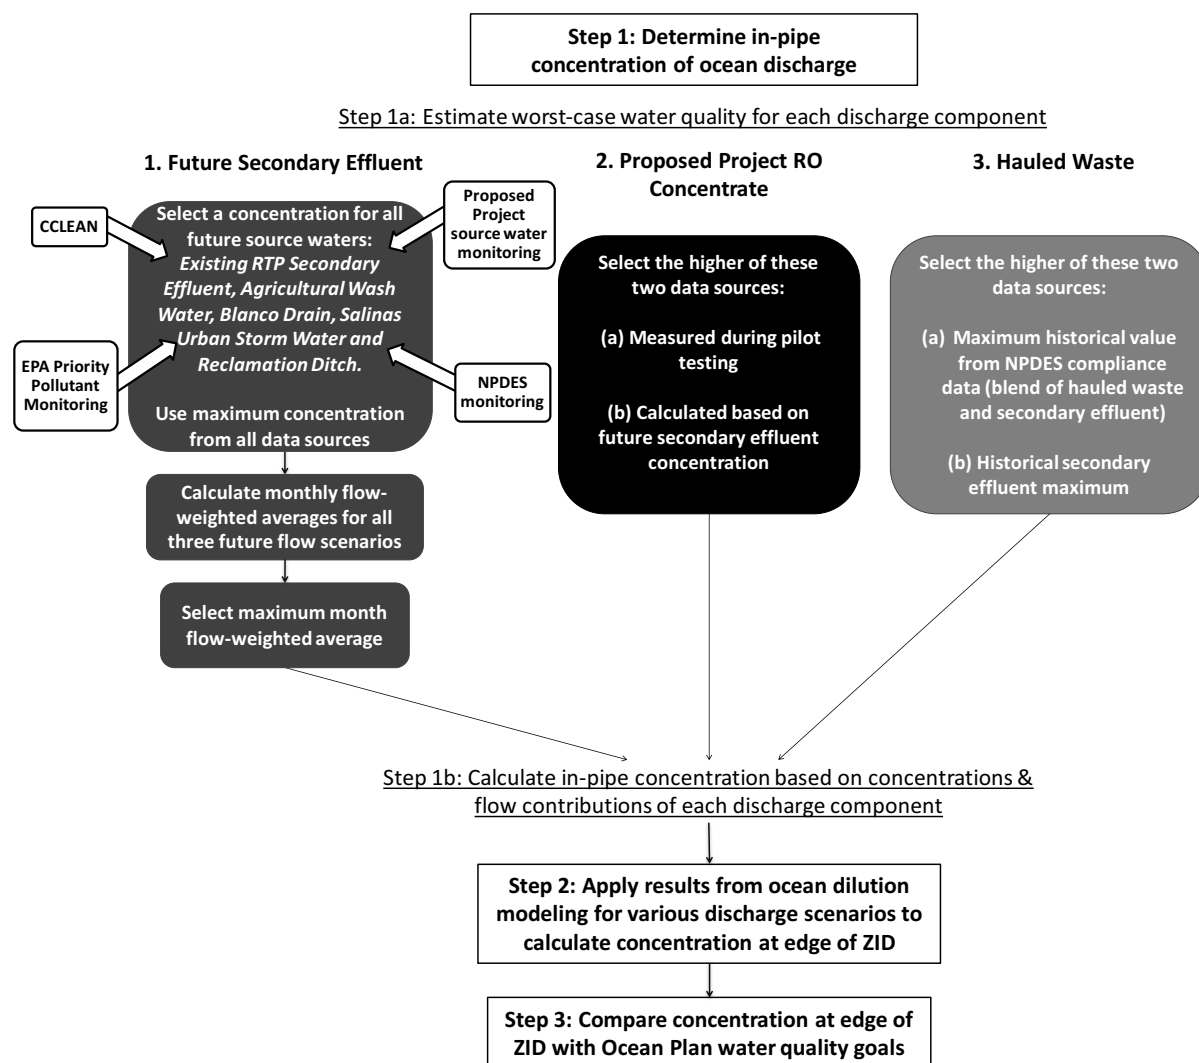 Step 1: Determine in-pipe
concentration of ocean discharge
Step 1a: Estimate worst-case water quality for each discharge component
1. Future Secondary Effluent
CCLEAN
Proposed
Project
source water
monitoring
EPA Priority
Pollutant
Monitoring
NPDES
monitoring
Select a concentration for all
future source waters:
Existing RTP Secondary
Effluent, Agricultural Wash
Water, Blanco Drain, Salinas
Urban Storm Water and
Reclamation Ditch.
Use maximum concentration
from all data sources
Calculate monthly flow-
weighted averages for all
three future flow scenarios
Select maximum month
flow-weighted average
2. Proposed Project RO
Concentrate
Select the higher of these
two data sources:
(a) Measured during pilot
testing
(b) Calculated based on
future secondary effluent
concentration
3. Hauled Waste
Select the higher of these two
data sources:
(a) Maximum historical value
from NPDES compliance
data (blend of hauled waste
and secondary effluent)
(b) Historical secondary
effluent maximum
Step 1b: Calculate in-pipe concentration based on concentrations &
flow contributions of each discharge component
Step 2: Apply results from ocean dilution
modeling for various discharge scenarios to
calculate concentration at edge of ZID
Step 3: Compare concentration at edge of
ZID with Ocean Plan water quality goals